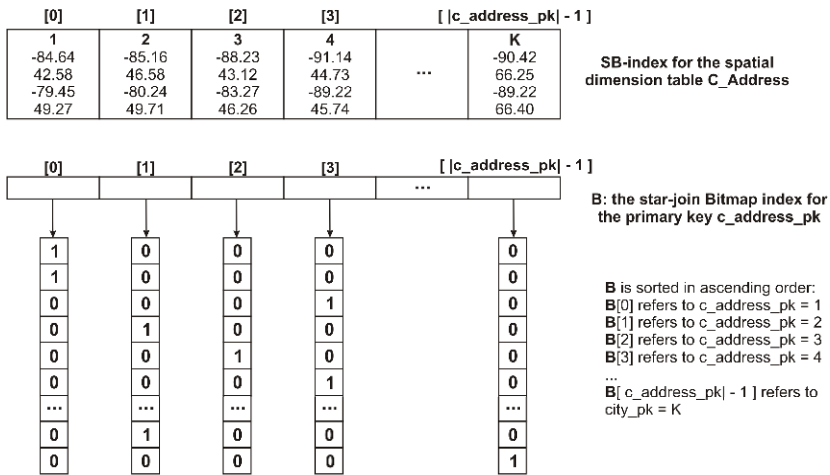 [0] [1] [2] [3] [ |c_address_pk| - 1 ]
1 2 3 4 K
-84.64 -85.16 -88.23 -91.14 -90.42
42.58 46.58 43.12 44.73 ... 66.25
-79.45 -80.24 -83.27 -89.22 -89.22
49.27 49.71 46.26 45.74 66.40
SB-index for the spatial
dimension table C_Address
[0] [1] [2] [3] [ |c_address_pk| - 1 ]
...
B: the star-join Bitmap index for
the primary key c_address_pk
1 0 0 0 0
1 0 0 0 0
0 0 0 1 0
0 1 0 0 0
0 0 1 0 0
0 0 0 1 0
... ... ... ... ...
0 1 0 0 0
0 0 0 0 1
B is sorted in ascending order:
B[0] refers to c_address_pk = 1
B[1] refers to c_address_pk = 2
B[2] refers to c_address_pk = 3
B[3] refers to c_address_pk = 4
...
B[ c_address_pk| - 1 ] refers to
city_pk = K